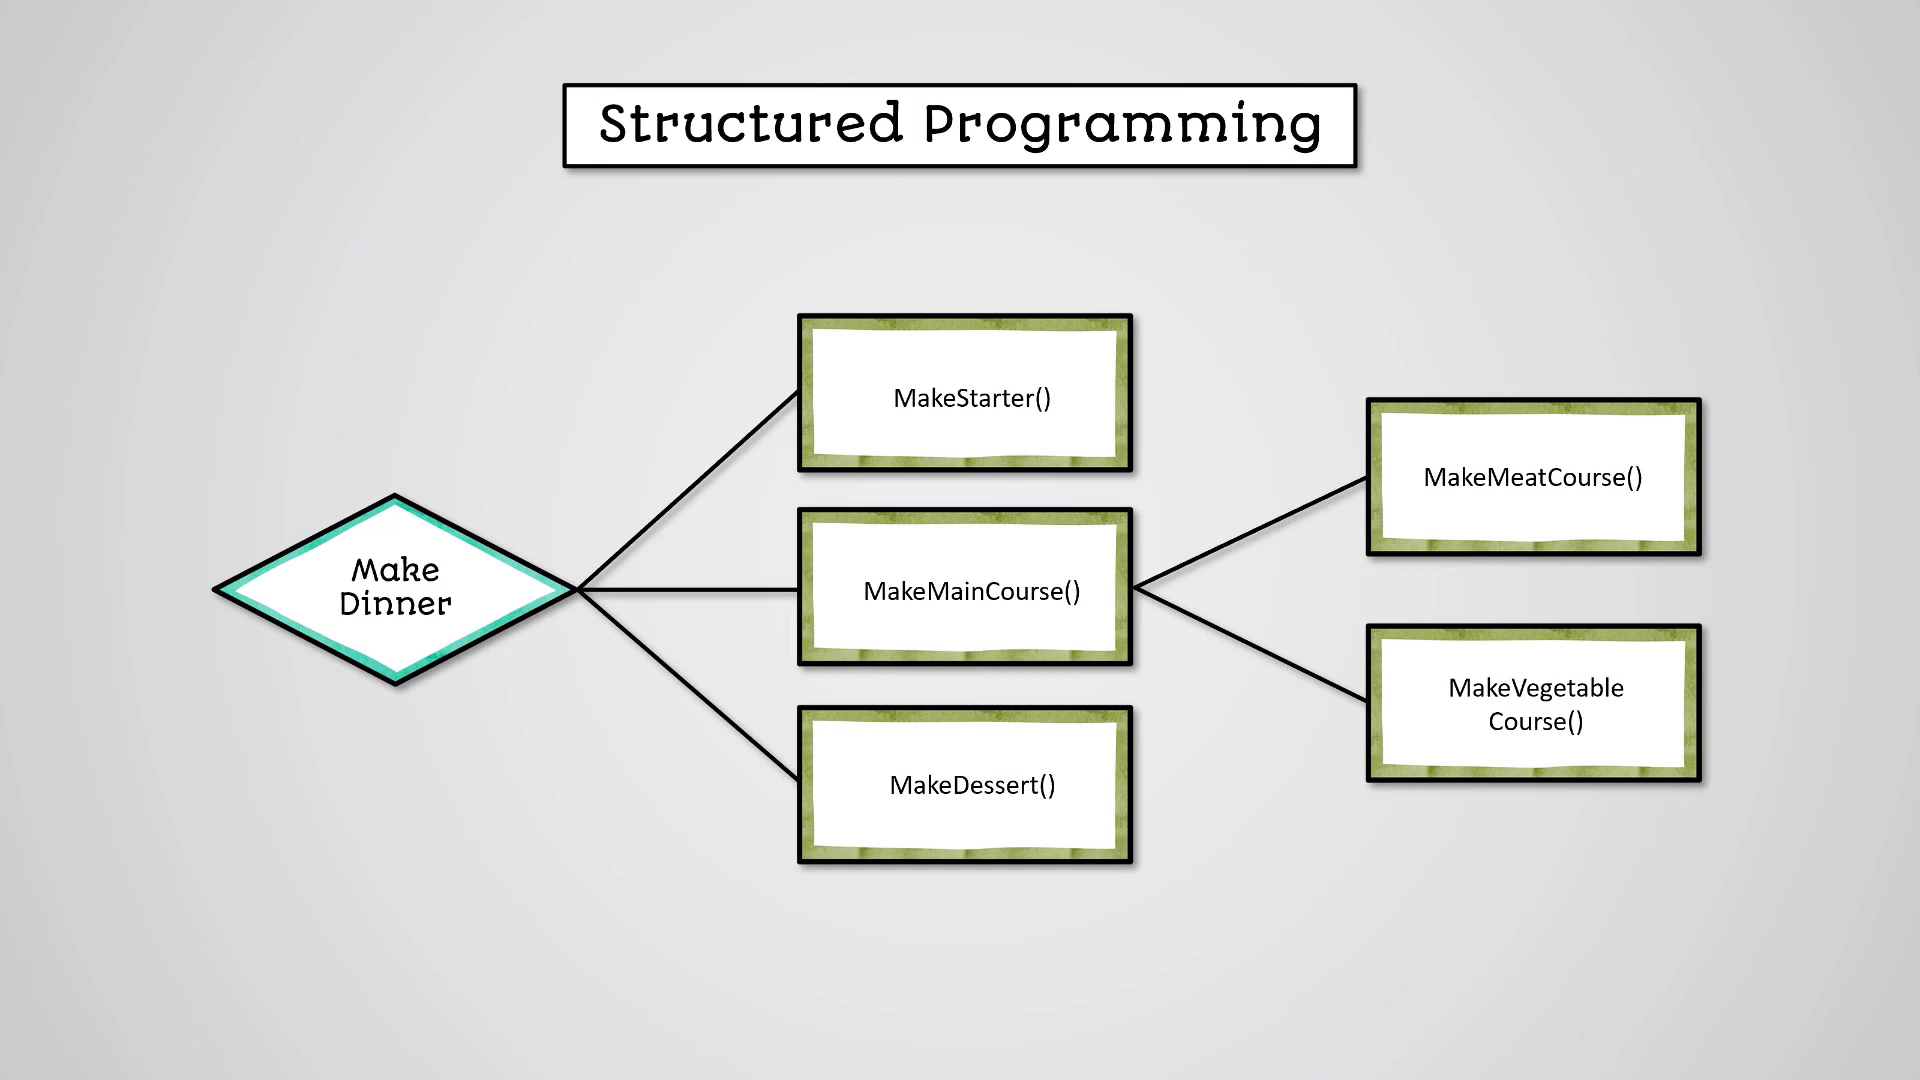 Structured Programming
Make
Dinner
MakeStarter()
MakeMainCourse()
MakeDessert()
MakeMeatCourse()
MakeVegetable
Course()